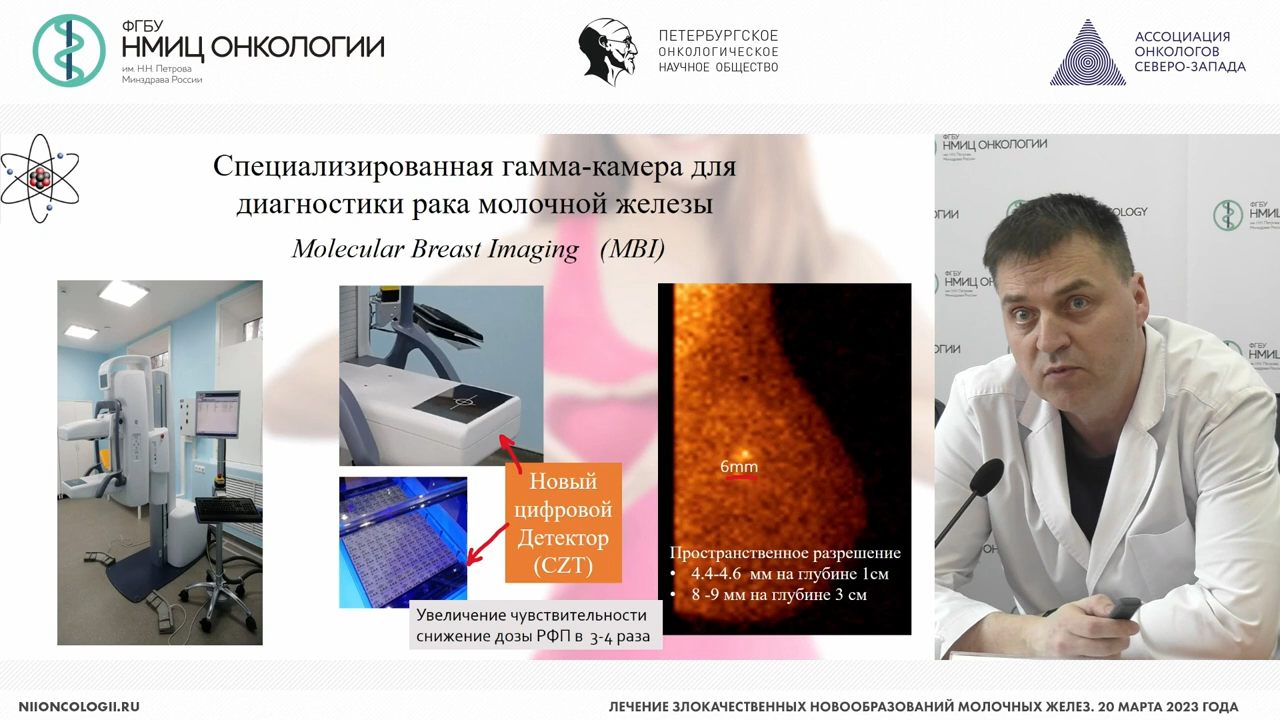 ФГБУ
НМИЦ ОНКОЛОГИИ
им. Н.Н. Петрова
Минздрава России
ПЕТЕРБУРГСКОЕ
ОНКОЛОГИЧЕСКОЕ
НАУЧНОЕ ОБЩЕСТВО
АССОЦИАЦИЯ
ОНКОЛОГОВ
СЕВЕРО-ЗАПАДА
Специализированная гамма-камера для
диагностики рака молочной железы
Molecular Breast Imaging (MBI)
6mm
Новый
цифровой
Детектор
(CZT)
Пространственное разрешение
• 4.4-4.6 мм на глубине 1см
• 8 -9 мм на глубине 3 см
Увеличение чувствительности
снижение дозы РФП в 3-4 раза
НМИЦ ОНКОЛОГИИ
ФГБУ
ФГБУ
NIIONCOLOGII.RU
ЛЕЧЕНИЕ ЗЛОКАЧЕСТВЕННЫХ НОВООБРАЗОВАНИЙ МОЛОЧНЫХ ЖЕЛЕЗ. 20 МАРТА 2023 ГОДА